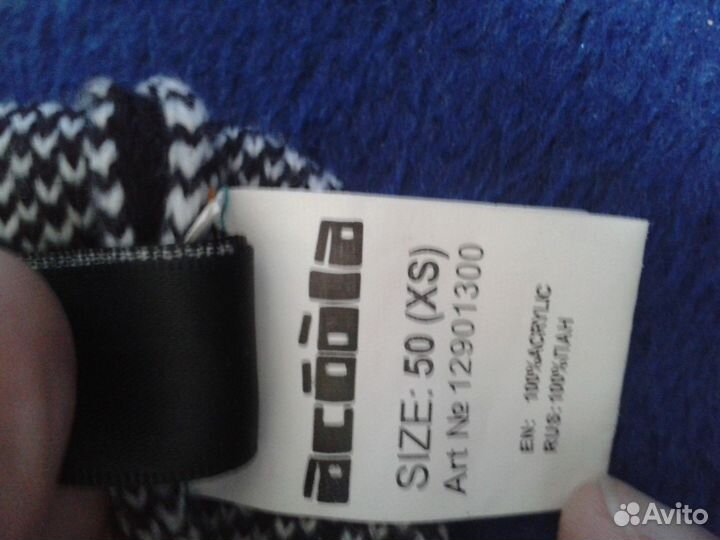 acoola
SIZE: 50 (XS)
Art № 12901300
EN: 100%ACRYLIC
RUS: 100%ПАН
Avito